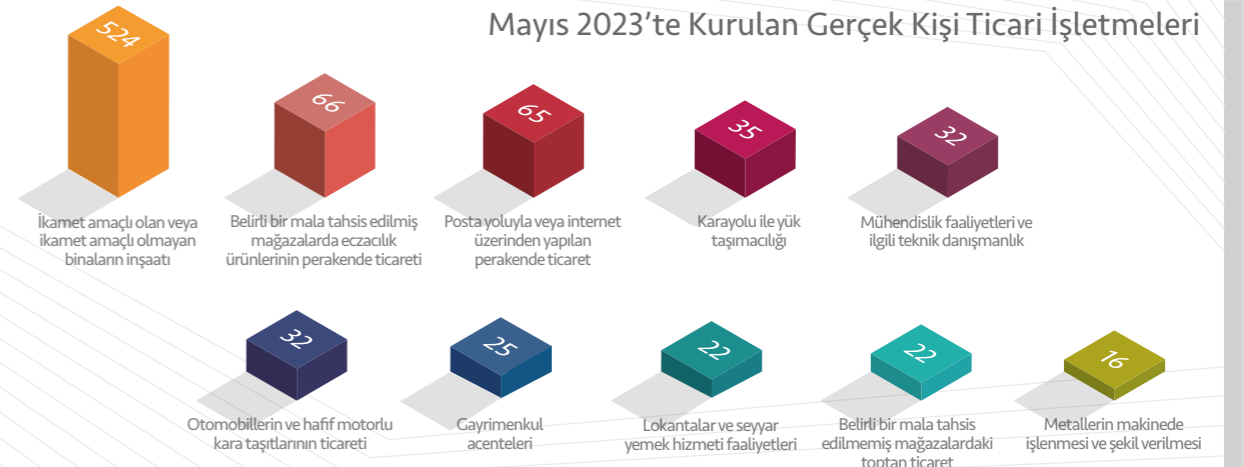 Mayıs 2023’te Kurulan Gerçek Kişi Ticari İşletmeleri
524
66
65
35
32
İkamet amaçlı olan veya
ikamet amaçlı olmayan
binaların inşaatı
Belirli bir mala tahsis edilmiş
mağazalarda eczacılık
ürünlerinin perakende ticareti
Posta yoluyla veya internet
üzerinden yapılan
perakende ticaret
Karayolu ile yük
taşımacılığı
Mühendislik faaliyetleri ve
ilgili teknik danışmanlık
32
25
22
22
16
Otomobillerin ve hafif motorlu
kara taşıtlarının ticareti
Gayrimenkul
acenteleri
Lokantalar ve seyyar
yemek hizmeti faaliyetleri
Belirli bir mala tahsis
edilmemiş mağazalardaki
toptan ticaret
Metallerin makinede
işlenmesi ve şekil verilmesi